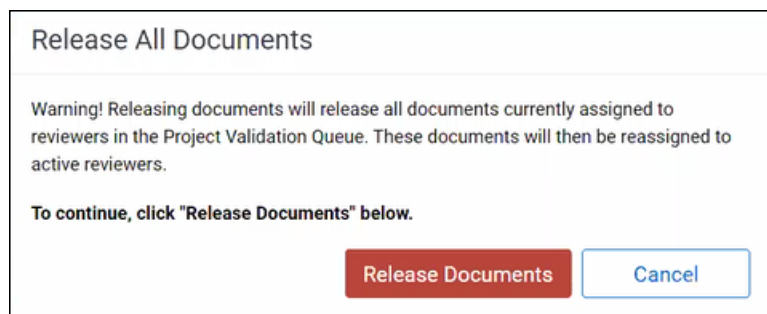 Release All Documents
Warning! Releasing documents will release all documents currently assigned to
reviewers in the Project Validation Queue. These documents will then be reassigned to
active reviewers.
To continue, click "Release Documents" below.
Release Documents
Cancel